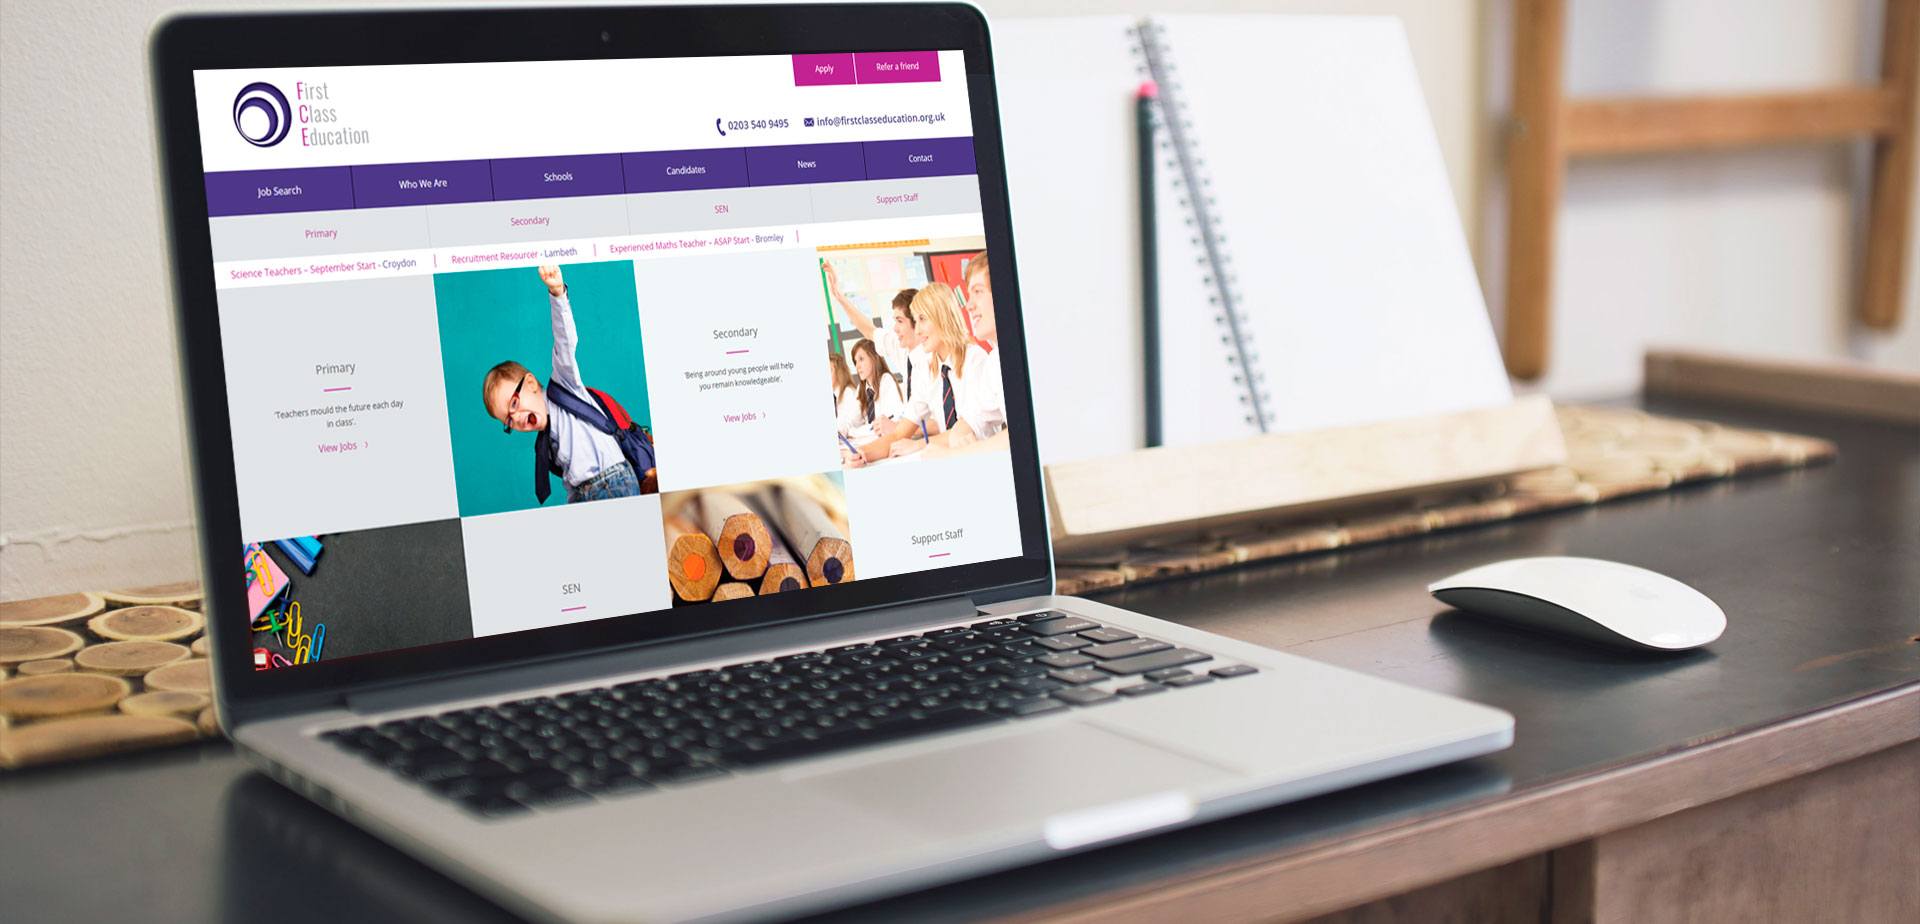 First
Class
Education
Apply
Refer a friend
0203 540 9495
info@firstclasseducation.org.uk
Job Search
Who We Are
Schools
Candidates
News
Contact
Primary
Secondary
SEN
Support Staff
Science Teachers – September Start - Croydon
Recruitment Resourcer - Lambeth
Experienced Maths Teacher – ASAP Start - Bromley
Primary
'Teachers mould the future each day
in class'.
View Jobs
Secondary
'Being around young people will help
you remain knowledgeable'.
View Jobs
SEN
Support Staff